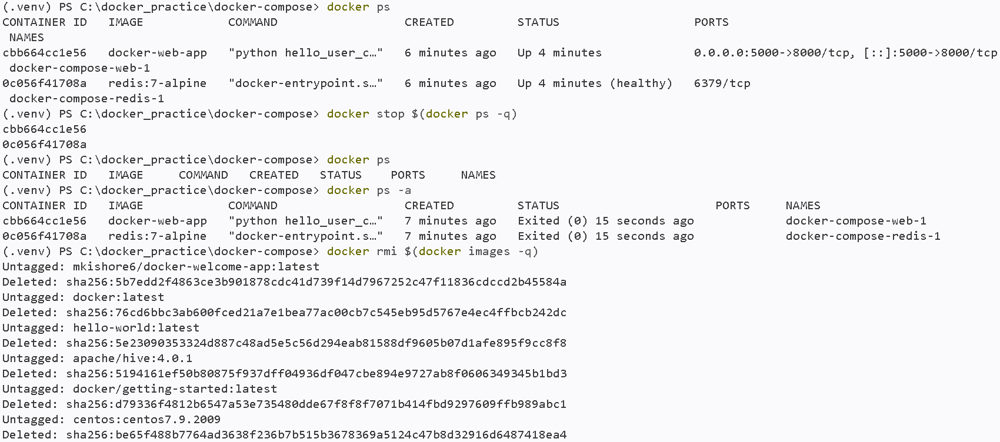 (.venv) PS C:\docker_practice\docker-compose> docker ps
CONTAINER ID   IMAGE            COMMAND                  CREATED         STATUS                   PORTS
 NAMES
cbb664cc1e56   docker-web-app   "python hello_user_c…"   6 minutes ago   Up 4 minutes             0.0.0.0:5000->8000/tcp, [::]:5000->8000/tcp
 docker-compose-web-1
0c056f41708a   redis:7-alpine   "docker-entrypoint.s…"   6 minutes ago   Up 4 minutes (healthy)   6379/tcp
 docker-compose-redis-1
(.venv) PS C:\docker_practice\docker-compose> docker stop $(docker ps -q)
cbb664cc1e56
0c056f41708a
(.venv) PS C:\docker_practice\docker-compose> docker ps
CONTAINER ID   IMAGE     COMMAND   CREATED   STATUS    PORTS     NAMES
(.venv) PS C:\docker_practice\docker-compose> docker ps -a
CONTAINER ID   IMAGE            COMMAND                  CREATED         STATUS                      PORTS     NAMES
cbb664cc1e56   docker-web-app   "python hello_user_c…"   7 minutes ago   Exited (0) 15 seconds ago             docker-compose-web-1
0c056f41708a   redis:7-alpine   "docker-entrypoint.s…"   7 minutes ago   Exited (0) 15 seconds ago             docker-compose-redis-1
(.venv) PS C:\docker_practice\docker-compose> docker rmi $(docker images -q)
Untagged: mkishore6/docker-welcome-app:latest
Deleted: sha256:5b7edd2f4863ce3b901878cdc41d739f14d7967252c47f11836cdccd2b45584a
Untagged: docker:latest
Deleted: sha256:76cd6bbc3ab600fced21a7e1bea77ac00cb7c545eb95d5767e4ec4ffbcb242dc
Untagged: hello-world:latest
Deleted: sha256:5e23090353324d887c48ad5e5c56d294eab81588df9605b07d1afe895f9cc8f8
Untagged: apache/hive:4.0.1
Deleted: sha256:5194161ef50b80875f937dff04936df047cbe894e9727ab8f0606349345b1bd3
Untagged: docker/getting-started:latest
Deleted: sha256:d79336f4812b6547a53e735480dde67f8f8f7071b414fbd9297609ffb989abc1
Untagged: centos:centos7.9.2009
Deleted: sha256:be65f488b7764ad3638f236b7b515b3678369a5124c47b8d32916d6487418ea4